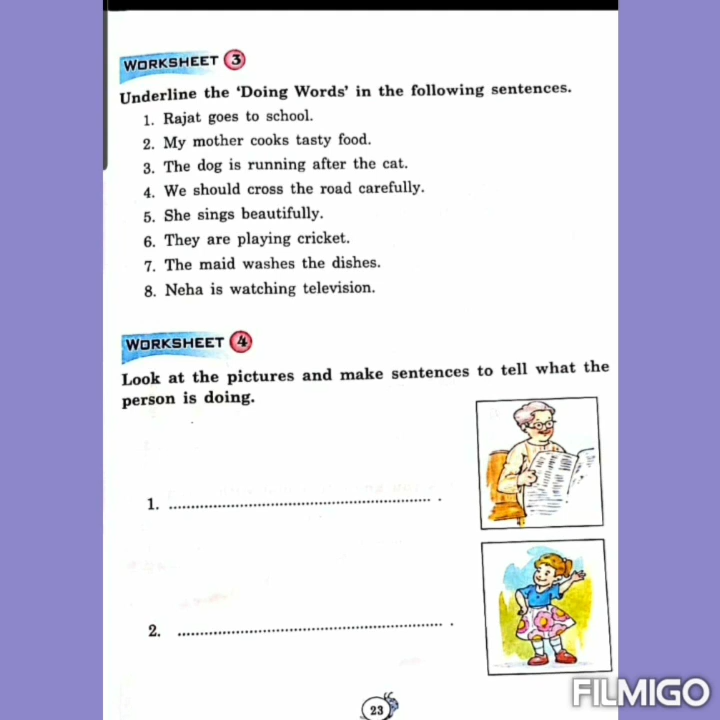 WORKSHEET 3
Underline the ‘Doing Words’ in the following sentences.
1. Rajat goes to school.
2. My mother cooks tasty food.
3. The dog is running after the cat.
4. We should cross the road carefully.
5. She sings beautifully.
6. They are playing cricket.
7. The maid washes the dishes.
8. Neha is watching television.
WORKSHEET 4
Look at the pictures and make sentences to tell what the
person is doing.
1. .................................................... .
2. .................................................... .
23
FILMIGO